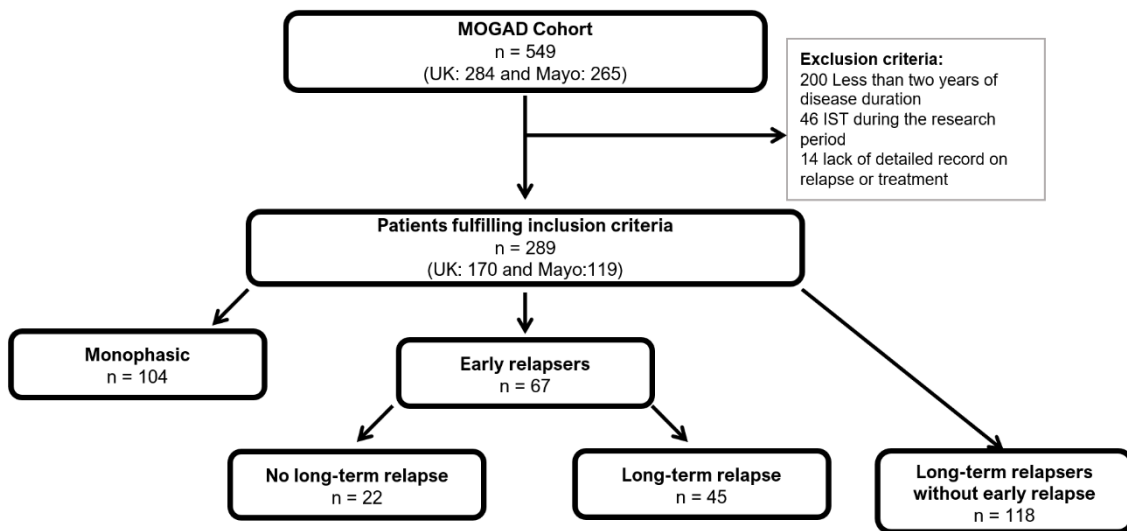 MOGAD Cohort
n = 549
(UK: 284 and Mayo: 265)
Exclusion criteria:
200 Less than two years of
disease duration
46 IST during the research
period
14 lack of detailed record on
relapse or treatment
Patients fulfilling inclusion criteria
n = 289
(UK: 170 and Mayo:119)
Monophasic
n = 104
Early relapsers
n = 67
No long-term relapse
n = 22
Long-term relapse
n = 45
Long-term relapsers
without early relapse
n = 118